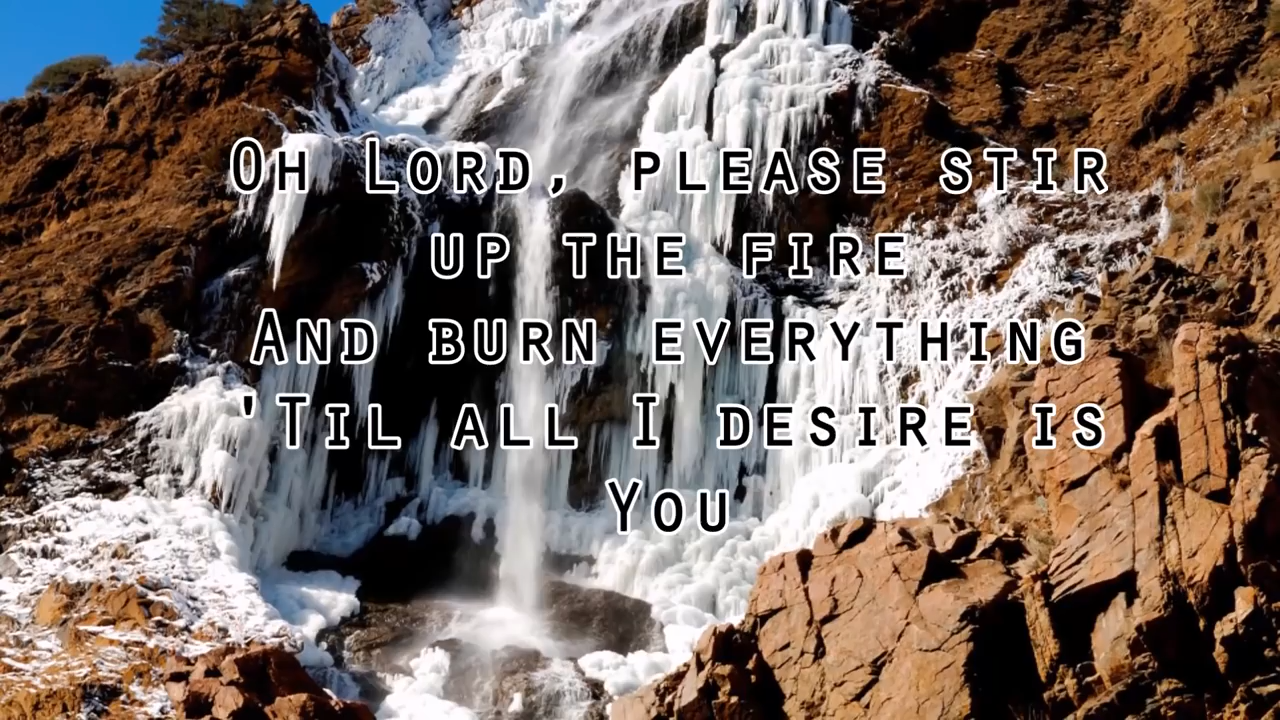 Oh Lord, please stir
up the fire
And burn everything
'Til all I desire is
You